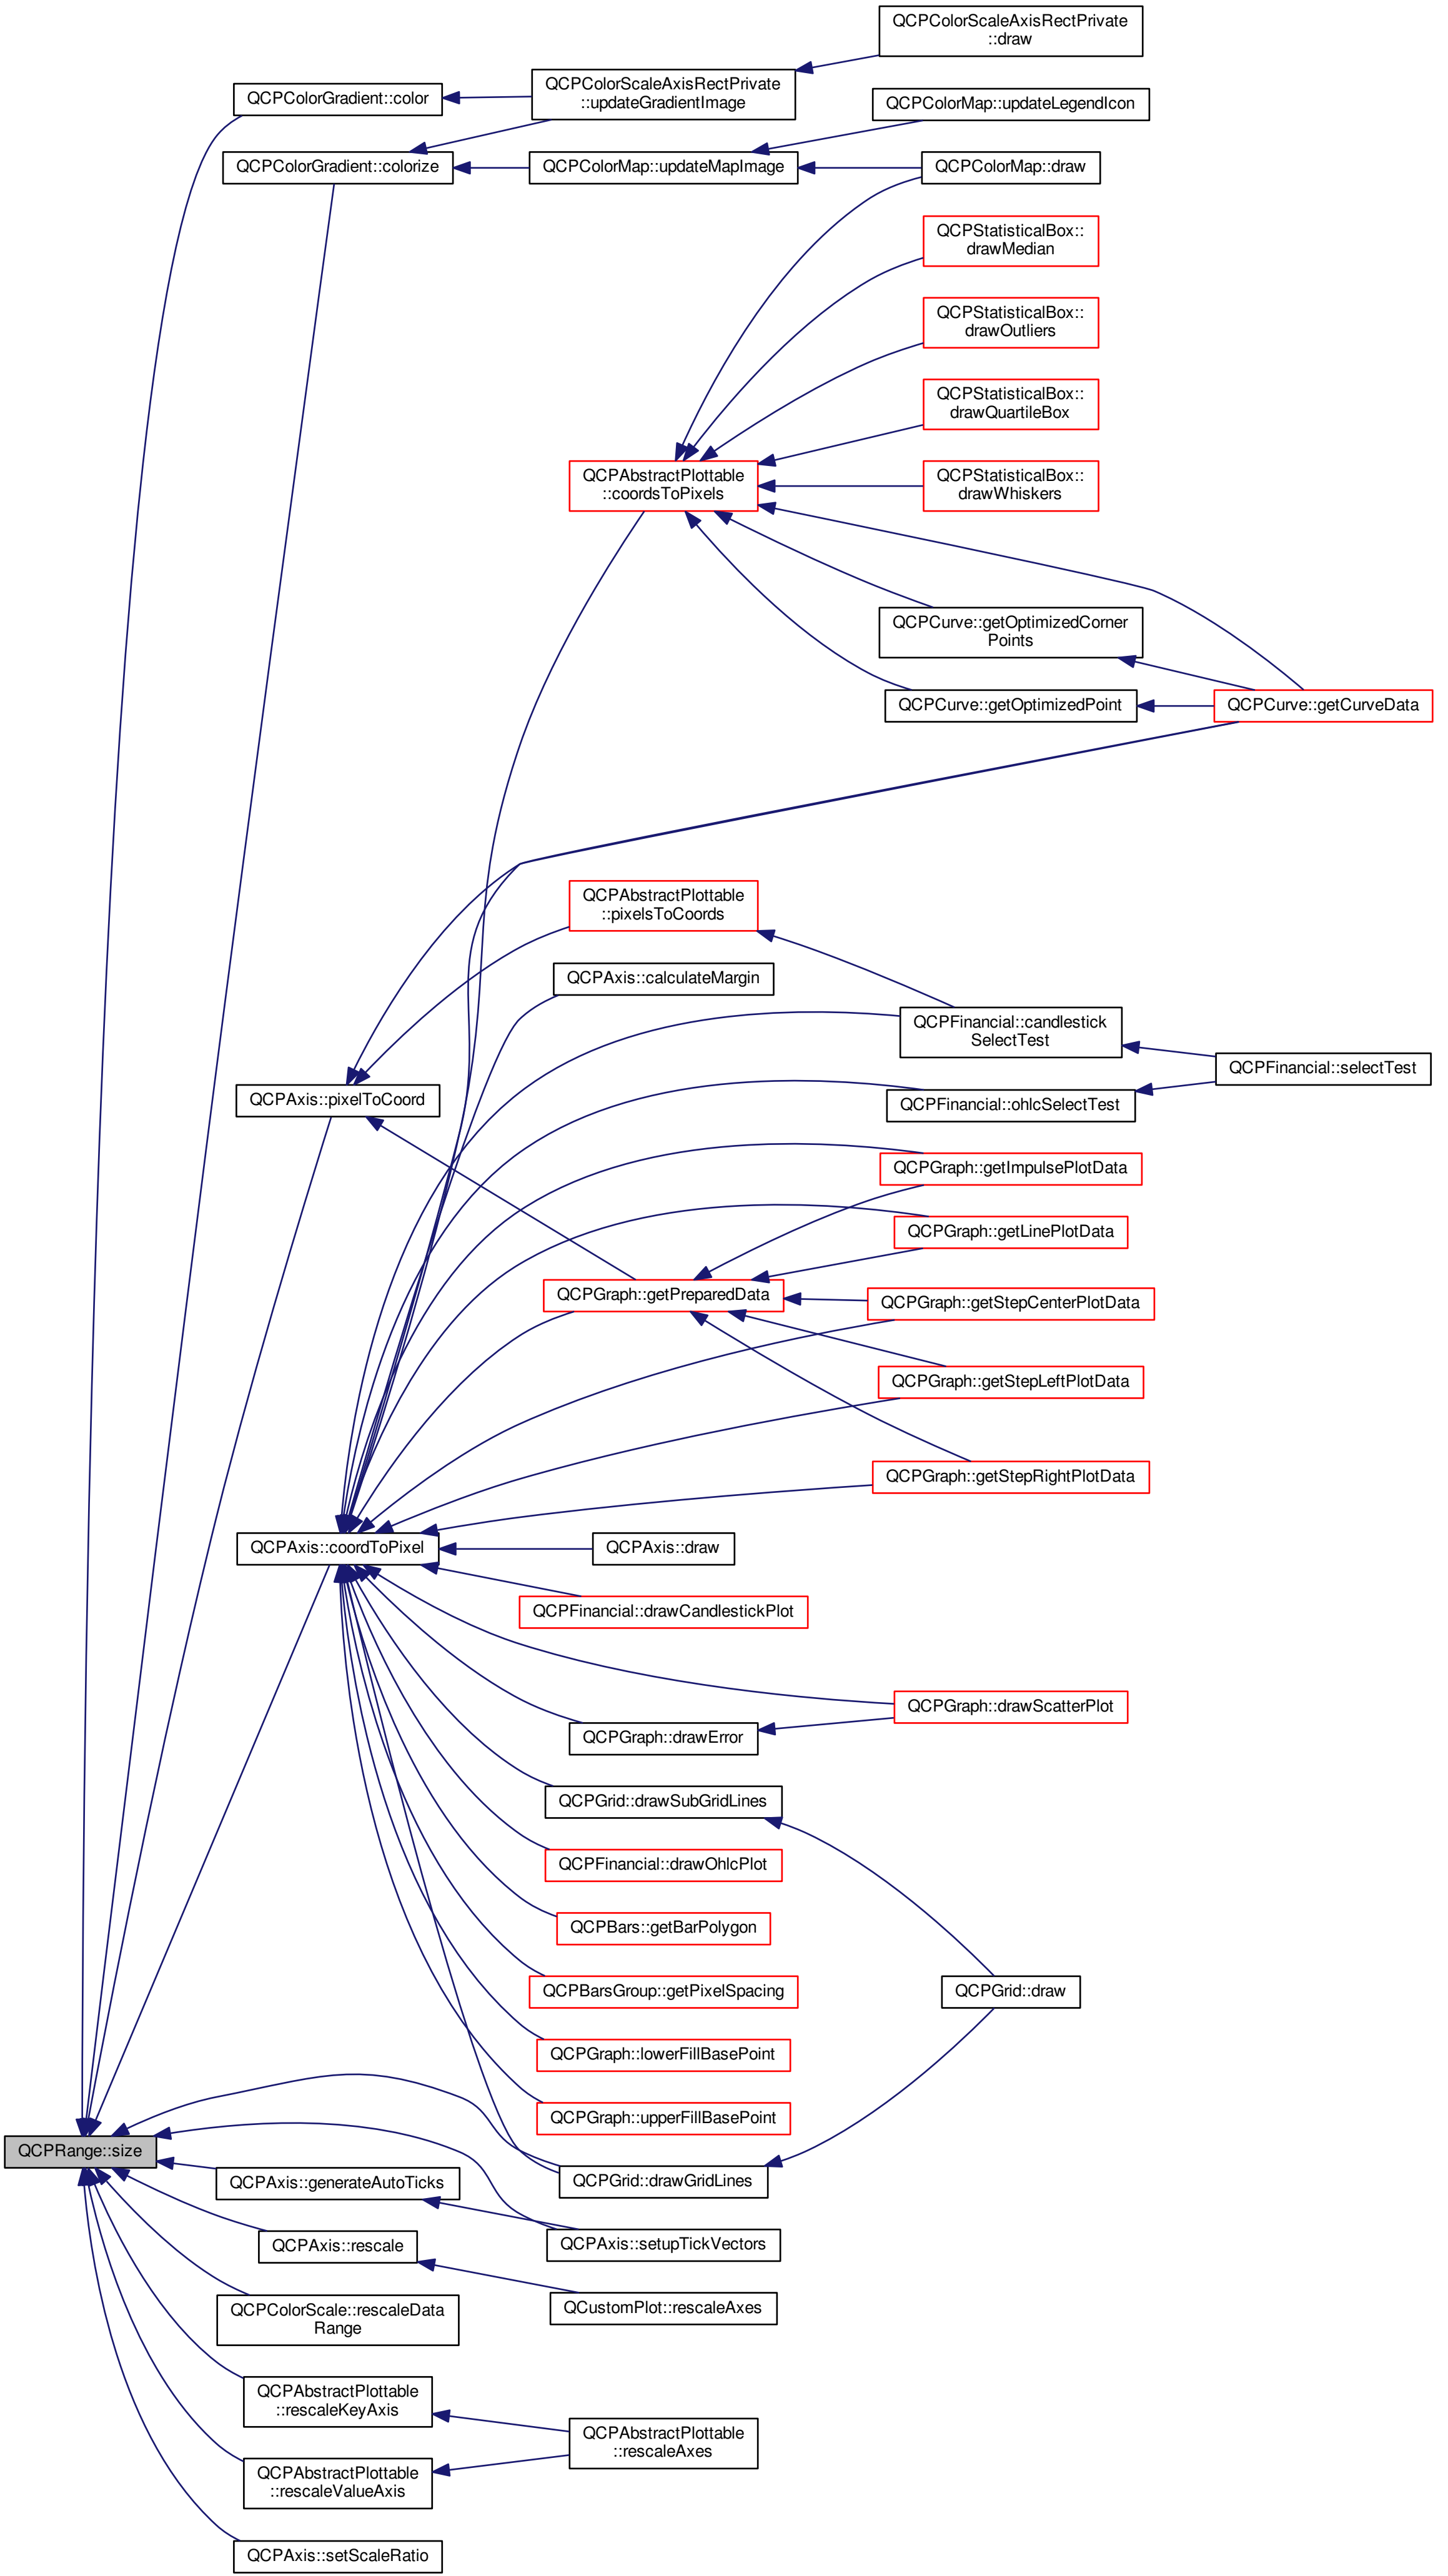 QCPColorScaleAxisRectPrivate
::draw
QCPColorGradient::color
QCPColorScaleAxisRectPrivate
::updateGradientImage
QCPColorMap::updateLegendIcon
QCPColorGradient::colorize
QCPColorMap::updateMapImage
QCPColorMap::draw
QCPStatisticalBox::
drawMedian
QCPStatisticalBox::
drawOutliers
QCPStatisticalBox::
drawQuartileBox
QCPAbstractPlottable
::coordsToPixels
QCPStatisticalBox::
drawWhiskers
QCPCurve::getOptimizedCorner
Points
QCPCurve::getOptimizedPoint
QCPCurve::getCurveData
QCPAbstractPlottable
::pixelsToCoords
QCPAxis::calculateMargin
QCPFinancial::candlestick
SelectTest
QCPFinancial::selectTest
QCPAxis::pixelToCoord
QCPFinancial::ohlcSelectTest
QCPGraph::getImpulsePlotData
QCPGraph::getLinePlotData
QCPGraph::getPreparedData
QCPGraph::getStepCenterPlotData
QCPGraph::getStepLeftPlotData
QCPGraph::getStepRightPlotData
QCPAxis::coordToPixel
QCPAxis::draw
QCPFinancial::drawCandlestickPlot
QCPGraph::drawScatterPlot
QCPGraph::drawError
QCPGrid::drawSubGridLines
QCPFinancial::drawOhlcPlot
QCPBars::getBarPolygon
QCPBarsGroup::getPixelSpacing
QCPGrid::draw
QCPGraph::lowerFillBasePoint
QCPGraph::upperFillBasePoint
QCPRange::size
QCPAxis::generateAutoTicks
QCPGrid::drawGridLines
QCPAxis::rescale
QCPAxis::setupTickVectors
QCPColorScale::rescaleData
Range
QCustomPlot::rescaleAxes
QCPAbstractPlottable
::rescaleKeyAxis
QCPAbstractPlottable
::rescaleAxes
QCPAbstractPlottable
::rescaleValueAxis
QCPAxis::setScaleRatio